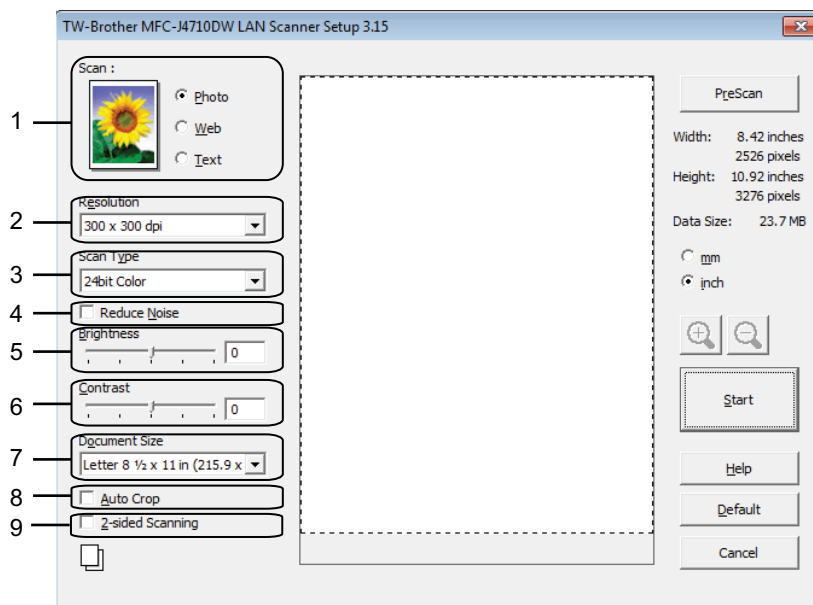 TW-Brother MFC-J4710DW LAN Scanner Setup 3.15
1
Scan :
Photo
Web
Text
2
Resolution
300 x 300 dpi
3
Scan Type
24bit Color
4
Reduce Noise
5
Brightness
0
6
Contrast
0
7
Document Size
Letter 8 ½ x 11 in (215.9 x
8
Auto Crop
9
2-sided Scanning
PreScan
Width: 8.42 inches
2526 pixels
Height: 10.92 inches
3276 pixels
Data Size: 23.7 MB
mm
inch
Start
Help
Default
Cancel